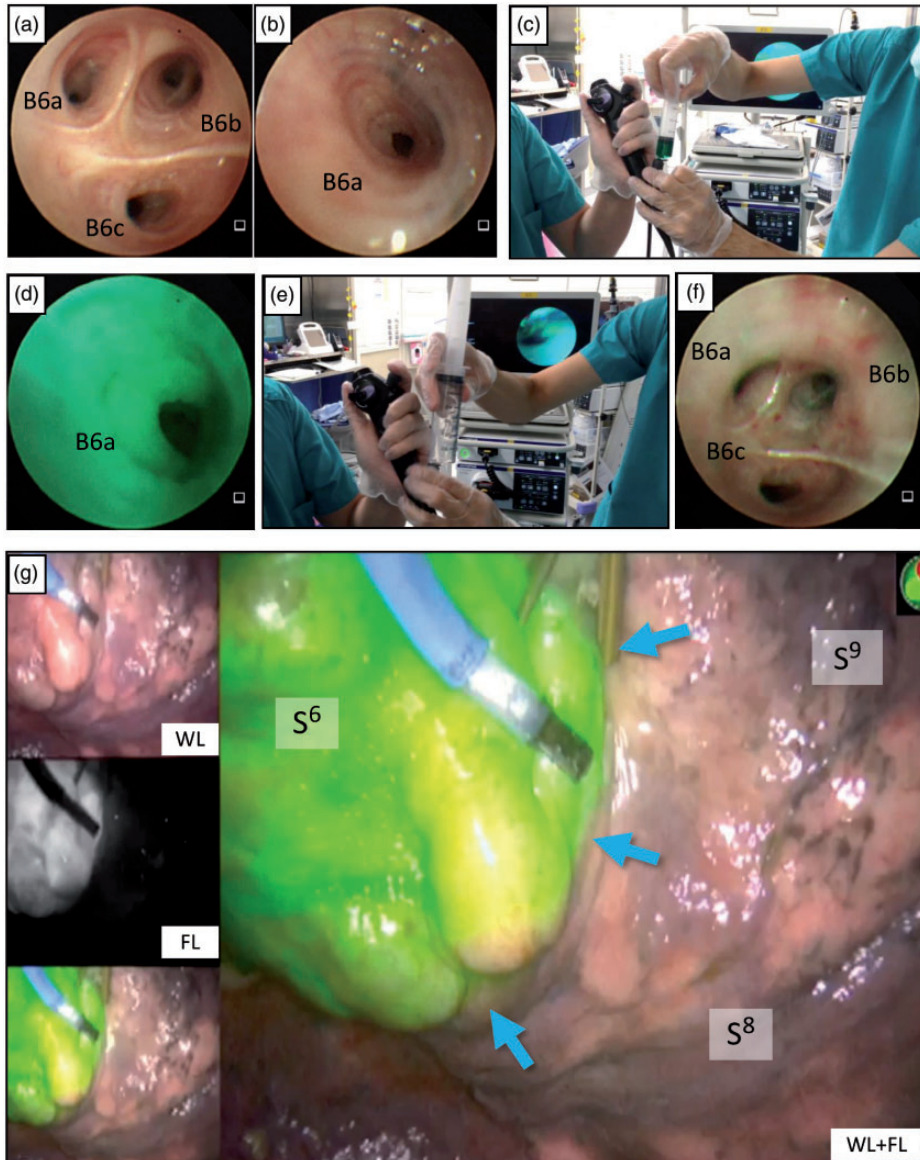 (a)
B6a
B6b
B6c
(b)
B6a
(c)
(d)
B6a
(e)
(f)
B6a
B6b
B6c
(g)
WL
FL
S⁶
S⁹
S⁸
WL+FL